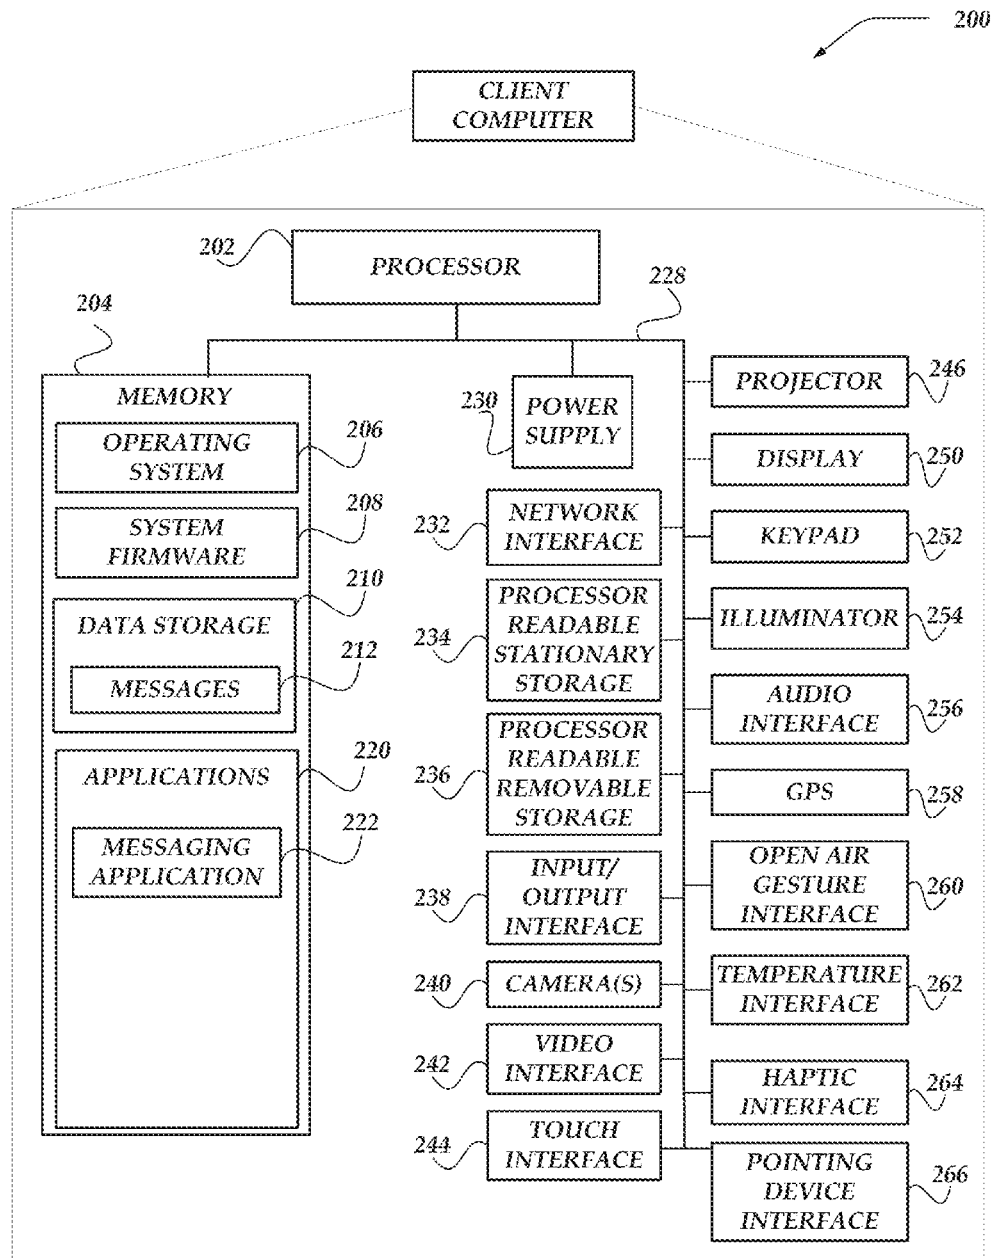 200
CLIENT
COMPUTER
202
PROCESSOR
228
204
MEMORY
OPERATING
SYSTEM
206
SYSTEM
FIRMWARE
208
210
DATA STORAGE
212
MESSAGES
220
APPLICATIONS
222
MESSAGING
APPLICATION
230
POWER
SUPPLY
232
NETWORK
INTERFACE
234
PROCESSOR
READABLE
STATIONARY
STORAGE
236
PROCESSOR
READABLE
REMOVABLE
STORAGE
238
INPUT/
OUTPUT
INTERFACE
240
CAMERA(S)
242
VIDEO
INTERFACE
244
TOUCH
INTERFACE
PROJECTOR
246
DISPLAY
250
KEYPAD
252
ILLUMINATOR
254
AUDIO
INTERFACE
256
GPS
258
OPEN AIR
GESTURE
INTERFACE
260
TEMPERATURE
INTERFACE
262
HAPTIC
INTERFACE
264
POINTING
DEVICE
INTERFACE
266